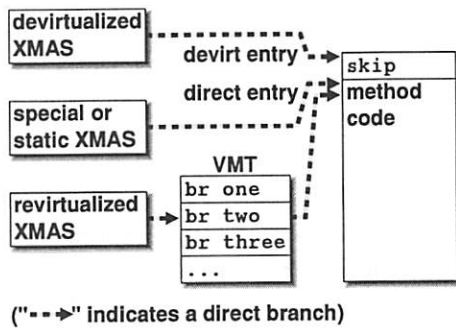 devirtualized
XMAS
devirt entry
skip
direct entry
method
code
special or
static XMAS
VMT
br one
revirtualized
XMAS
br two
br three
...
("--->" indicates a direct branch)